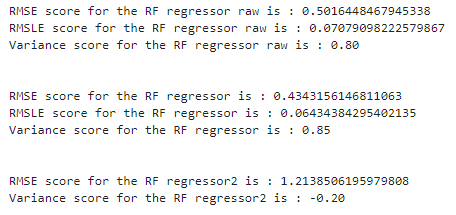 RMSE score for the RF regressor raw is : 0.5016448467945338
RMSLE score for the RF regressor raw is : 0.07079098222579867
Variance score for the RF regressor raw is : 0.80
RMSE score for the RF regressor is : 0.4343156146811063
RMSLE score for the RF regressor is : 0.06434384295402135
Variance score for the RF regressor is : 0.85
RMSE score for the RF regressor2 is : 1.2138506195979808
Variance score for the RF regressor2 is : -0.20